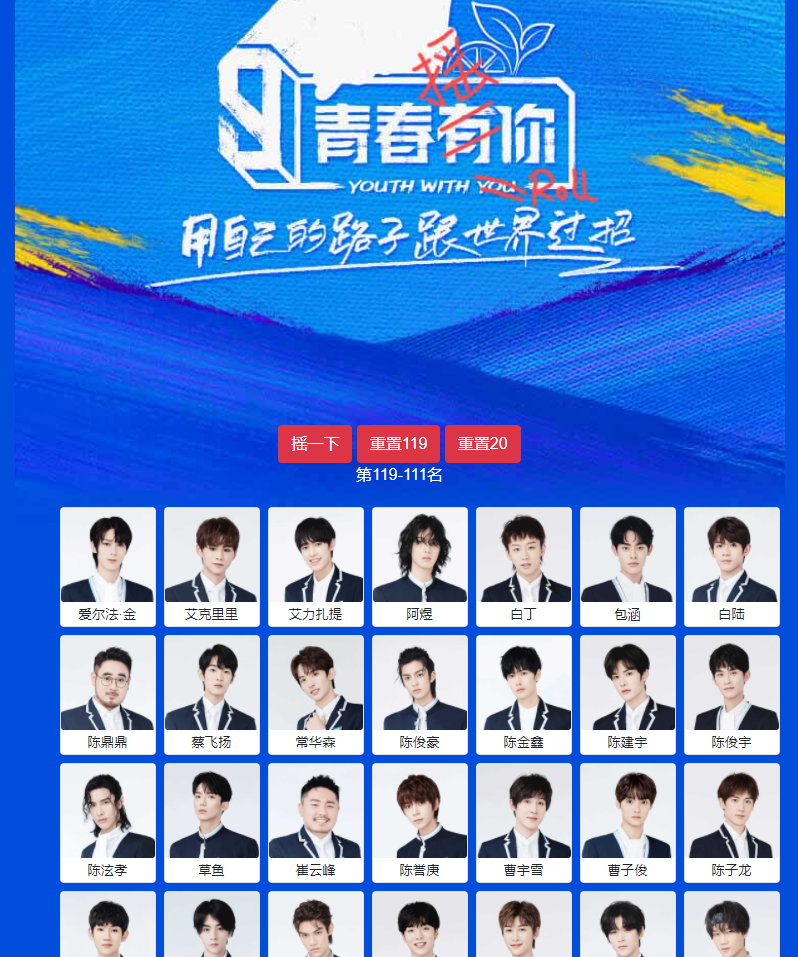 摇
青春有你
YOUTH WITH YOU Roll
用自己的路子跟世界过招
摇一下 重置119 重置20
第119-111名
爱尔法·金 艾克里里 艾力扎提 阿煜 白丁 包涵 白陆
陈鼎鼎 蔡飞扬 常华森 陈俊豪 陈金鑫 陈建宇 陈俊宇
陈泫孝 草鱼 崔云峰 陈誉庚 曹宇雪 曹子俊 陈子龙